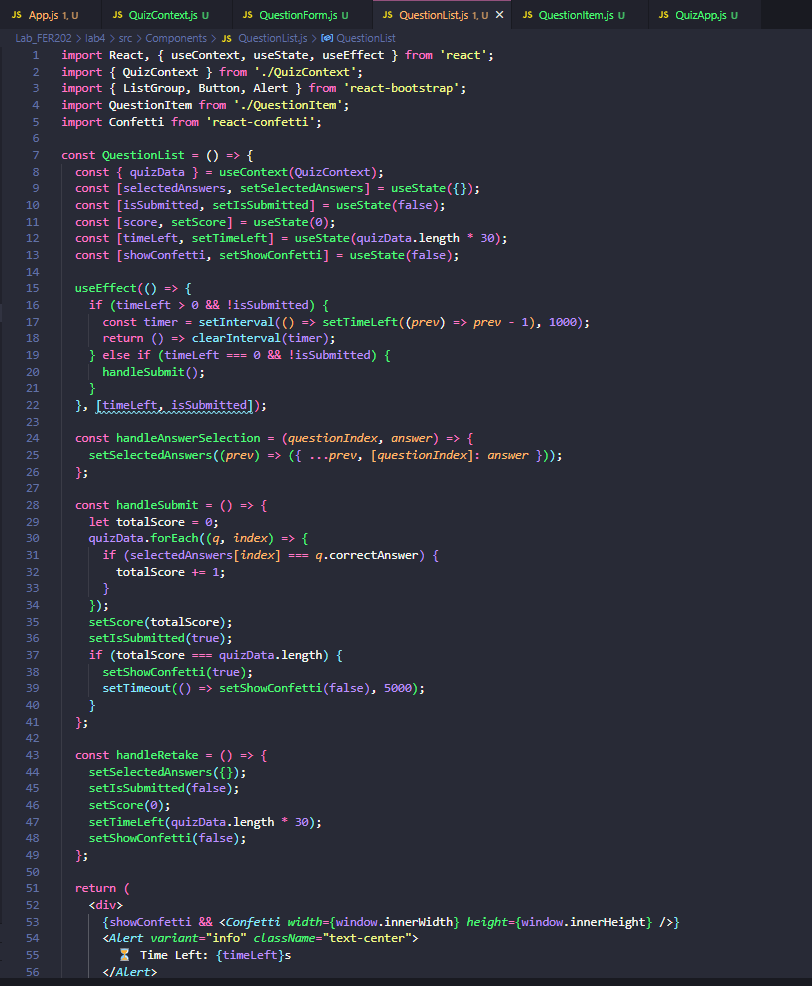 JS App.js 1, U JS QuizContext.js U JS QuestionForm.js U JS QuestionList.js 1, U × JS QuestionItem.js U JS QuizApp.js U
Lab_FER202 > lab4 > src > Components > JS QuestionList.js > QuestionList
1 import React, { useContext, useState, useEffect } from 'react';
2 import { QuizContext } from './QuizContext';
3 import { ListGroup, Button, Alert } from 'react-bootstrap';
4 import QuestionItem from './QuestionItem';
5 import Confetti from 'react-confetti';
6
7 const QuestionList = () => {
8 const { quizData } = useContext(QuizContext);
9 const [selectedAnswers, setSelectedAnswers] = useState({});
10 const [isSubmitted, setIsSubmitted] = useState(false);
11 const [score, setScore] = useState(0);
12 const [timeLeft, setTimeLeft] = useState(quizData.length * 30);
13 const [showConfetti, setShowConfetti] = useState(false);
14
15 useEffect(() => {
16 if (timeLeft > 0 && !isSubmitted) {
17 const timer = setInterval(() => setTimeLeft((prev) => prev - 1), 1000);
18 return () => clearInterval(timer);
19 } else if (timeLeft === 0 && !isSubmitted) {
20 handleSubmit();
21 }
22 }, [timeLeft, isSubmitted]);
23
24 const handleAnswerSelection = (questionIndex, answer) => {
25 setSelectedAnswers((prev) => ({ ...prev, [questionIndex]: answer }));
26 };
27
28 const handleSubmit = () => {
29 let totalScore = 0;
30 quizData.forEach((q, index) => {
31 if (selectedAnswers[index] === q.correctAnswer) {
32 totalScore += 1;
33 }
34 });
35 setScore(totalScore);
36 setIsSubmitted(true);
37 if (totalScore === quizData.length) {
38 setShowConfetti(true);
39 setTimeout(() => setShowConfetti(false), 5000);
40 }
41 };
42
43 const handleRetake = () => {
44 setSelectedAnswers({});
45 setIsSubmitted(false);
46 setScore(0);
47 setTimeLeft(quizData.length * 30);
48 setShowConfetti(false);
49 };
50
51 return (
52 <div>
53 {showConfetti && <Confetti width={window.innerWidth} height={window.innerHeight} />}
54 <Alert variant="info" className="text-center">
55 ⏳ Time Left: {timeLeft}s
56 </Alert>